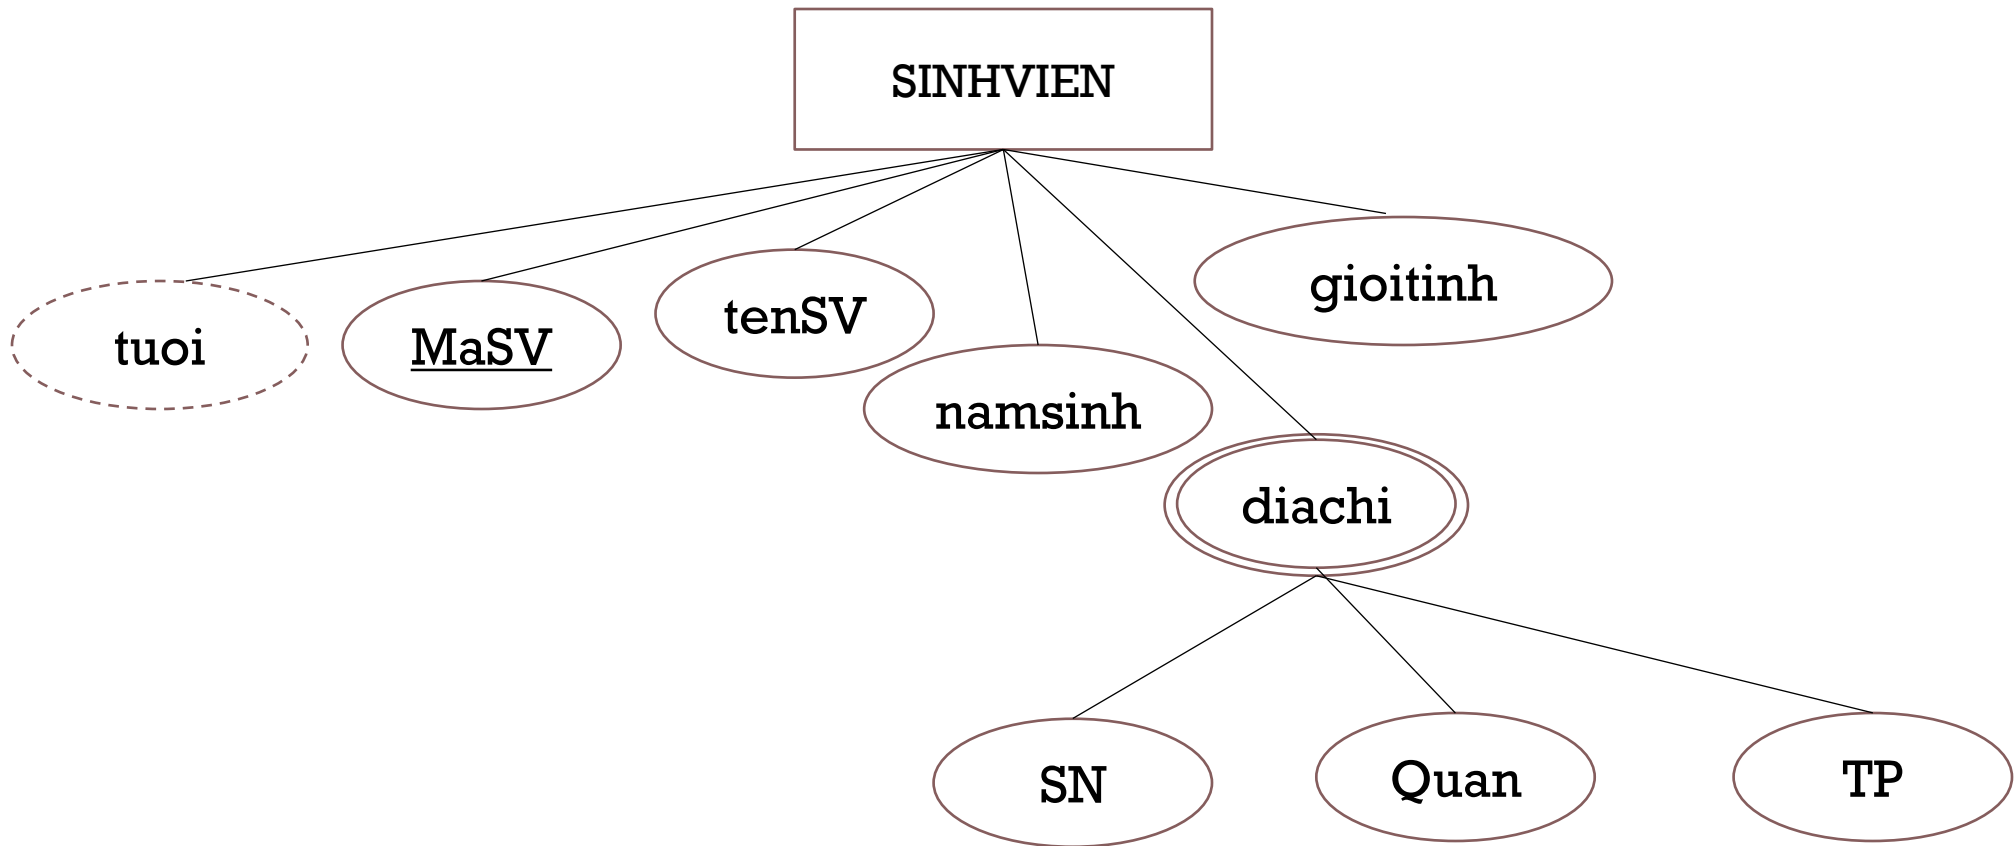 SINHVIEN
tuoi
MaSV
tenSV
namsinh
gioitinh
diachi
SN
Quan
TP